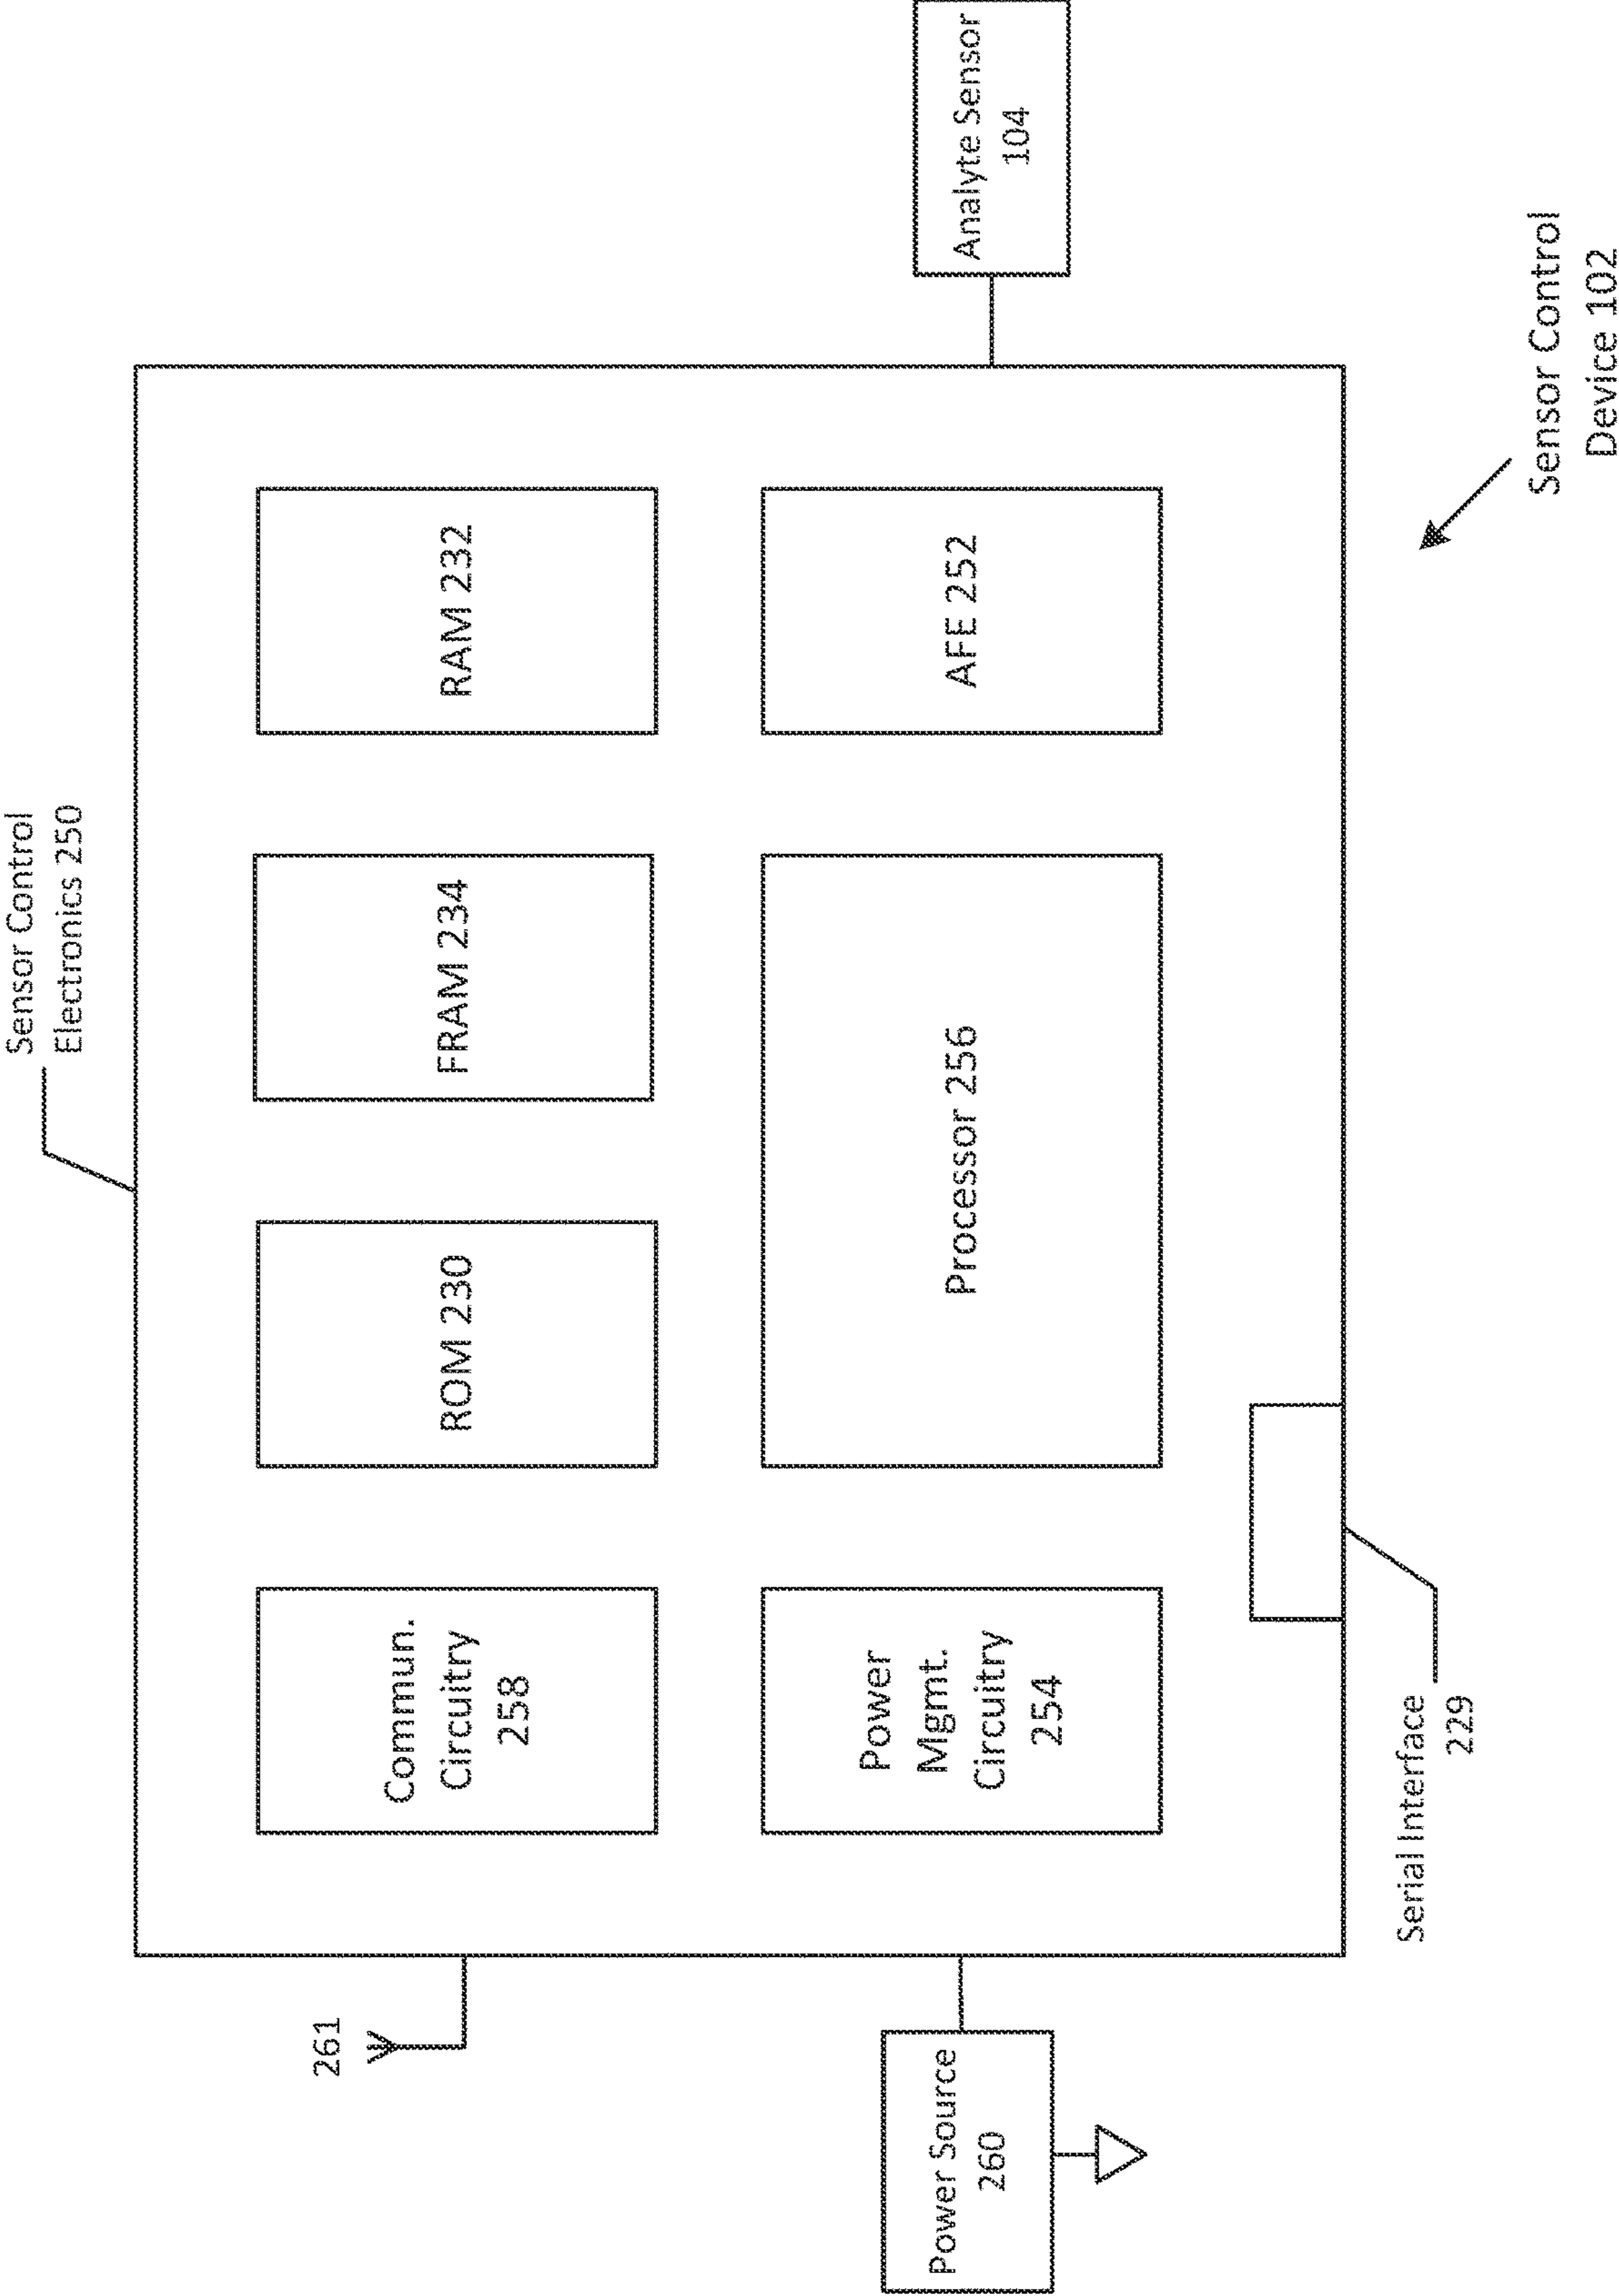 Sensor Control
Electronics 250
261
Commun.
Circuitry
258
ROM 230
FRAM 234
RAM 232
Power Source
260
Power
Mgmt.
Circuitry
254
Processor 256
AFE 252
Analyte Sensor
104
Serial Interface
229
Sensor Control
Device 102